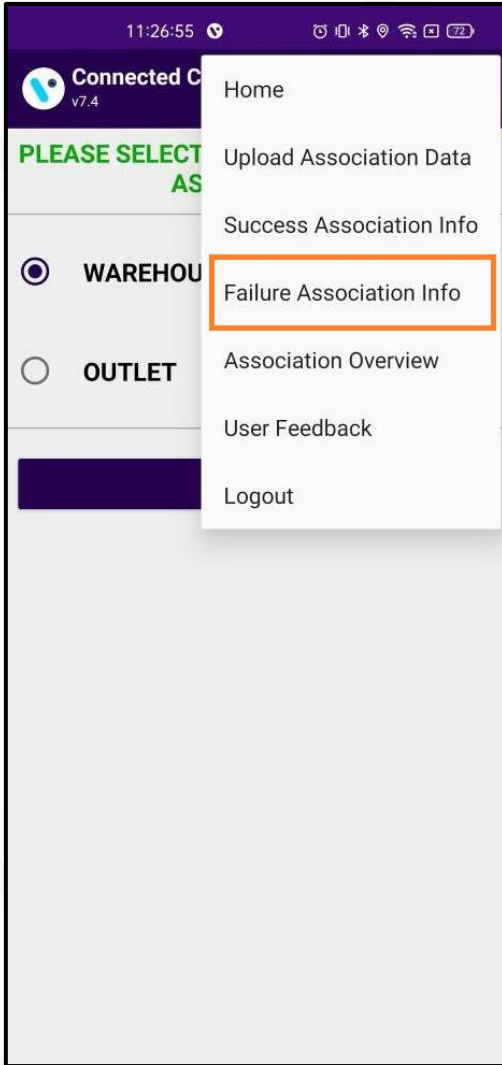 11:26:55
72
Connected C
v7.4
PLEASE SELECT
AS
WAREHOU
OUTLET
Home
Upload Association Data
Success Association Info
Failure Association Info
Association Overview
User Feedback
Logout